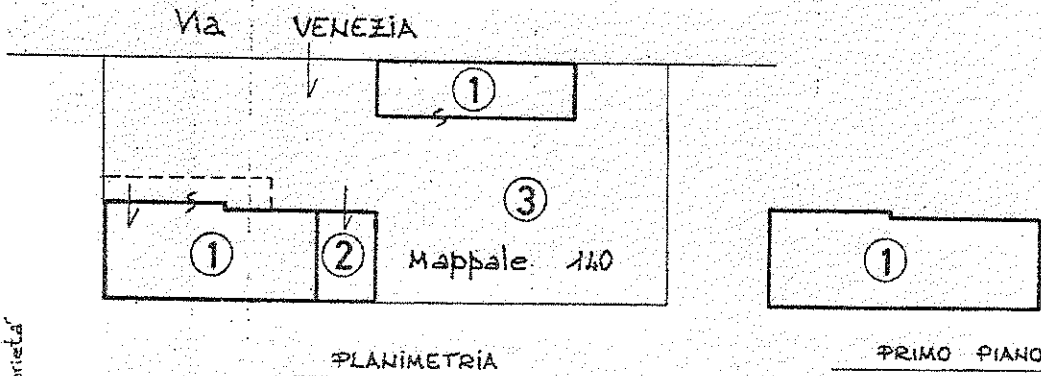 Via VENEZIA
①
③
① ② Mappale 140 ①
PLANIMETRIA PRIMO PIANO